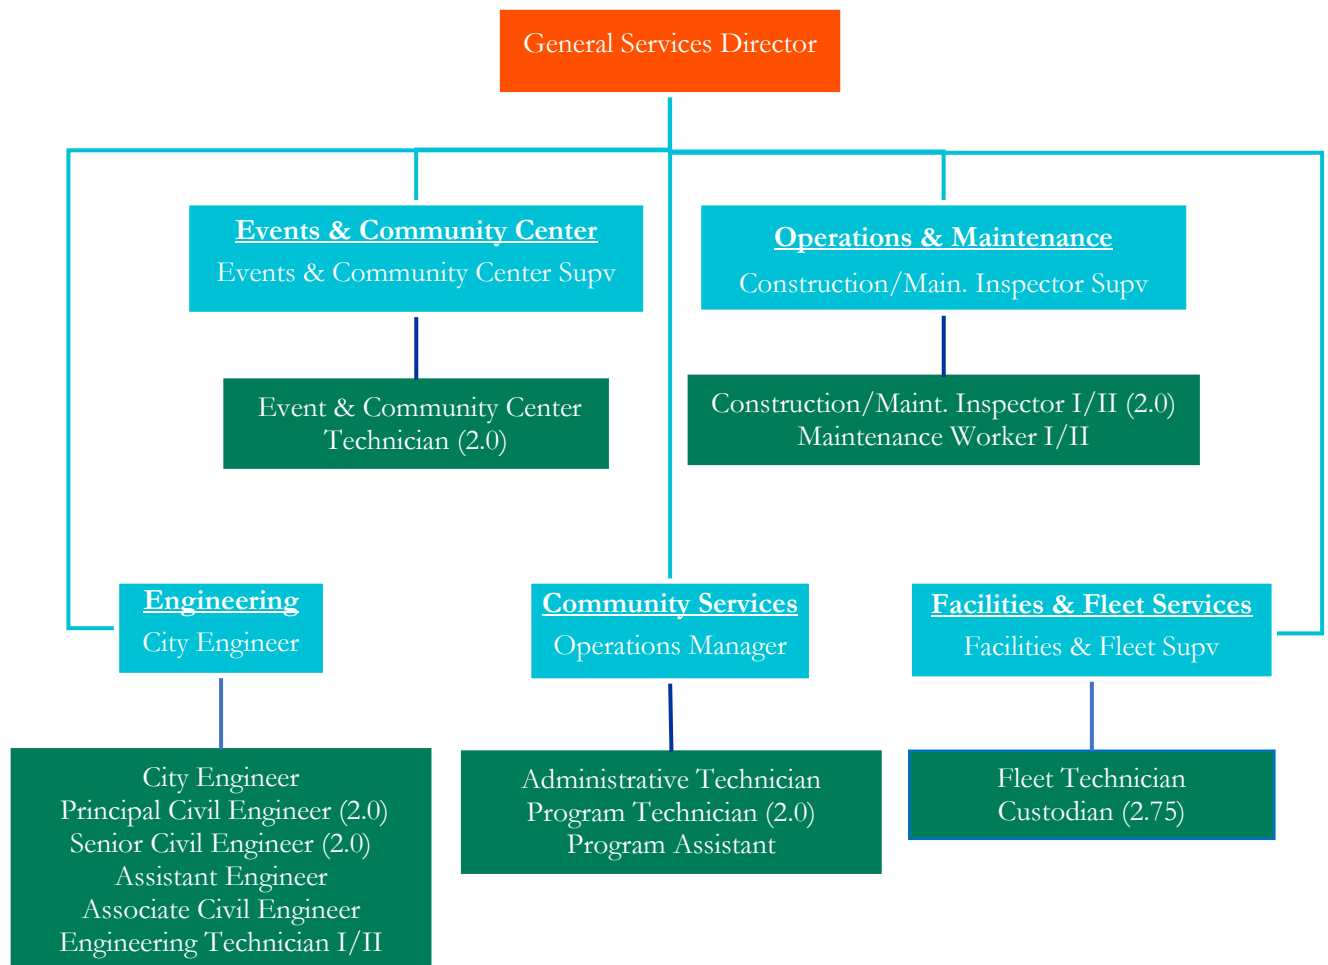 General Services Director
Events & Community Center
Events & Community Center Supv
Operations & Maintenance
Construction/Main. Inspector Supv
Event & Community Center
Technician (2.0)
Construction/Maint. Inspector I/II (2.0)
Maintenance Worker I/II
Engineering
City Engineer
Community Services
Operations Manager
Facilities & Fleet Services
Facilities & Fleet Supv
City Engineer
Principal Civil Engineer (2.0)
Senior Civil Engineer (2.0)
Assistant Engineer
Associate Civil Engineer
Engineering Technician I/II
Administrative Technician
Program Technician (2.0)
Program Assistant
Fleet Technician
Custodian (2.75)